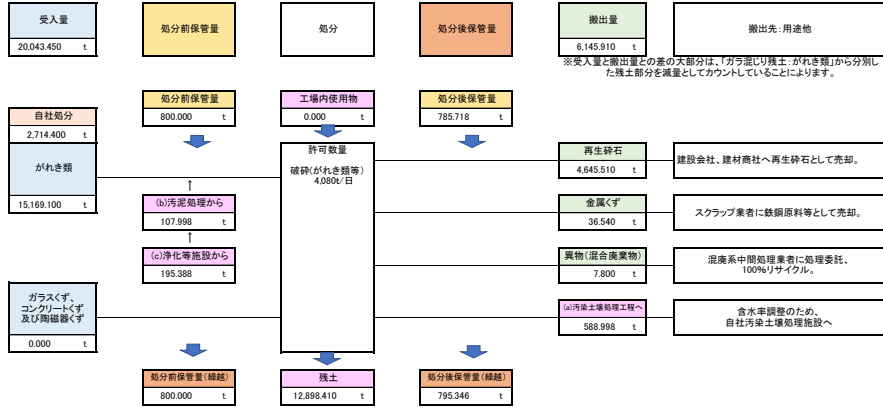 受入量
20,043.450 t
処分前保管量
処分
処分後保管量
搬出量
6,145.910 t
搬出先:用途他
※受入量と搬出量との差の大部分は、「ガラ混じり残土:がれき類」から分別し
た残土部分を減量としてカウントしていることによります。
処分前保管量
800.000 t
工場内使用物
0.000 t
処分後保管量
785.718 t
自社処分
2,714.400 t
がれき類
15,169.100 t
許可数量
破砕(がれき類等)
4,080t/日
再生砕石
4,645.510 t
建設会社、建材商社へ再生砕石として売却。
↑
(b)汚泥処理から
107.998 t
↑
(c)浄化等施設から
195.388 t
金属くず
36.540 t
スクラップ業者に鉄鋼原料等として売却。
異物(混合廃棄物)
7.800 t
混廃系中間処理業者に処理委託、
100%リサイクル。
ガラスくず、
コンクリートくず
及び陶磁器くず
0.000 t
(a)汚染土壌処理工程へ
588.998 t
含水率調整のため、
自社汚染土壌処理施設へ
処分前保管量(繰越)
800.000 t
残土
12,898.410 t
処分後保管量(繰越)
795.346 t